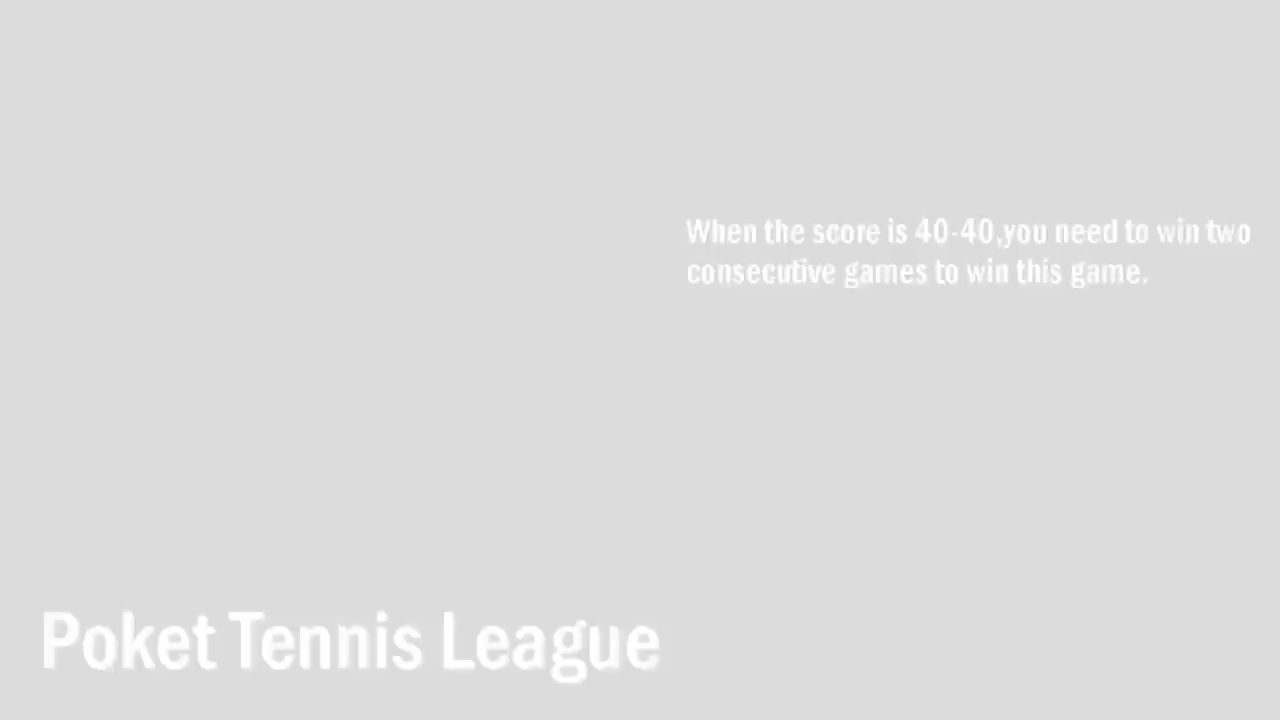 When the score is 40-40,you need to win two
consecutive games to win this game.
Poket Tennis League